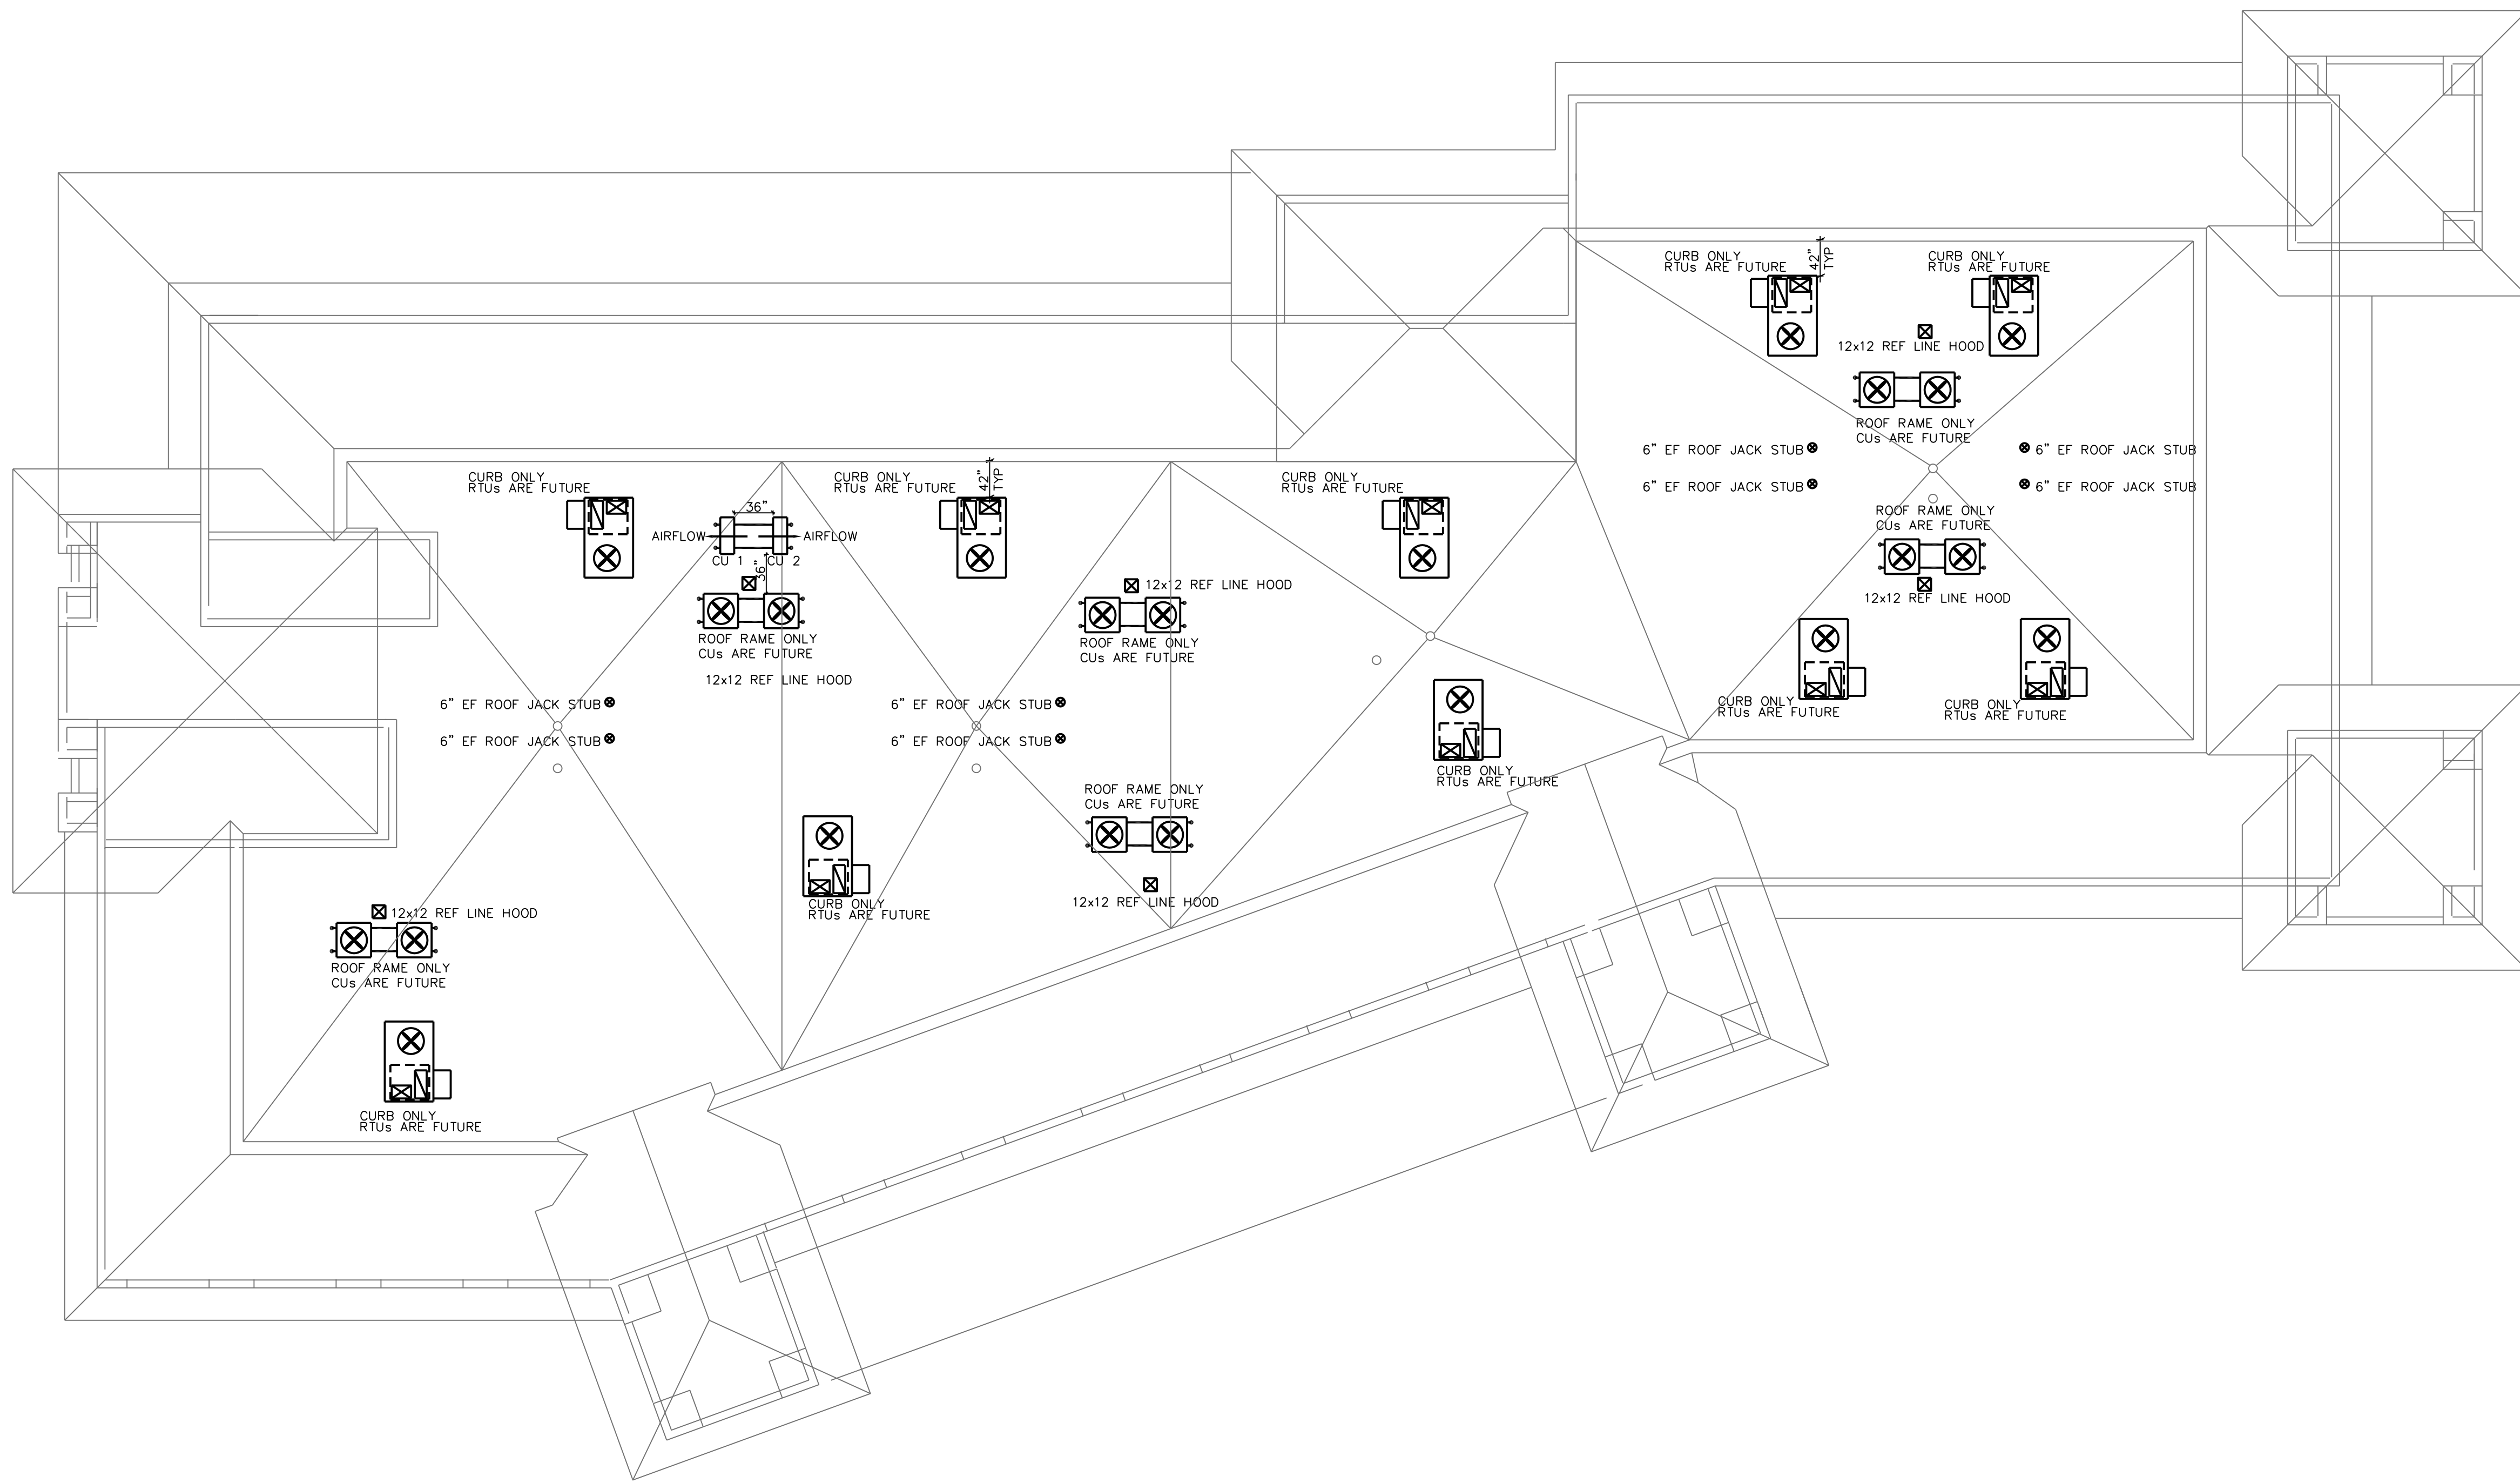 CURB ONLY
RTUs ARE FUTURE
42"
TYP
CURB ONLY
RTUs ARE FUTURE
12x12 REF LINE HOOD
ROOF RAME ONLY
CUs ARE FUTURE
6" EF ROOF JACK STUB
6" EF ROOF JACK STUB
6" EF ROOF JACK STUB
6" EF ROOF JACK STUB
ROOF RAME ONLY
CUs ARE FUTURE
12x12 REF LINE HOOD
CURB ONLY
RTUs ARE FUTURE
CURB ONLY
RTUs ARE FUTURE
CURB ONLY
RTUs ARE FUTURE
36"
AIRFLOW
AIRFLOW
CU 1
CU 2
36"
ROOF RAME ONLY
CUs ARE FUTURE
12x12 REF LINE HOOD
CURB ONLY
RTUs ARE FUTURE
42"
TYP
12x12 REF LINE HOOD
ROOF RAME ONLY
CUs ARE FUTURE
CURB ONLY
RTUs ARE FUTURE
6" EF ROOF JACK STUB
6" EF ROOF JACK STUB
6" EF ROOF JACK STUB
6" EF ROOF JACK STUB
CURB ONLY
RTUs ARE FUTURE
ROOF RAME ONLY
CUs ARE FUTURE
12x12 REF LINE HOOD
CURB ONLY
RTUs ARE FUTURE
12x12 REF LINE HOOD
ROOF RAME ONLY
CUs ARE FUTURE
CURB ONLY
RTUs ARE FUTURE